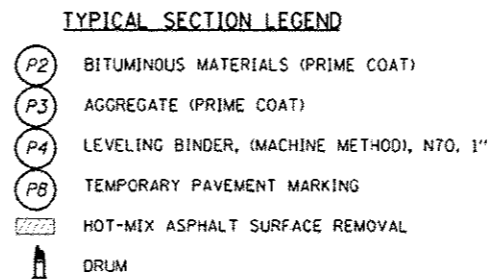 TYPICAL SECTION LEGEND
P2 BITUMINOUS MATERIALS (PRIME COAT)
P3 AGGREGATE (PRIME COAT)
P4 LEVELING BINDER, (MACHINE METHOD), N70, 1"
P8 TEMPORARY PAVEMENT MARKING
HOT-MIX ASPHALT SURFACE REMOVAL
DRUM